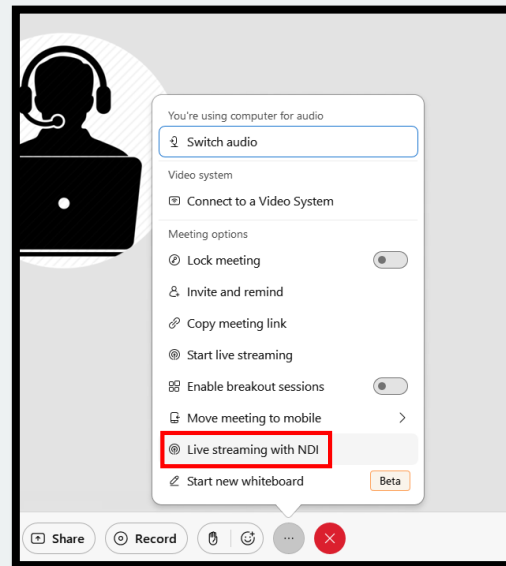 You're using computer for audio
Switch audio
Video system
Connect to a Video System
Meeting options
Lock meeting
Invite and remind
Copy meeting link
Start live streaming
Enable breakout sessions
Move meeting to mobile
Live streaming with NDI
Start new whiteboard Beta
Share Record